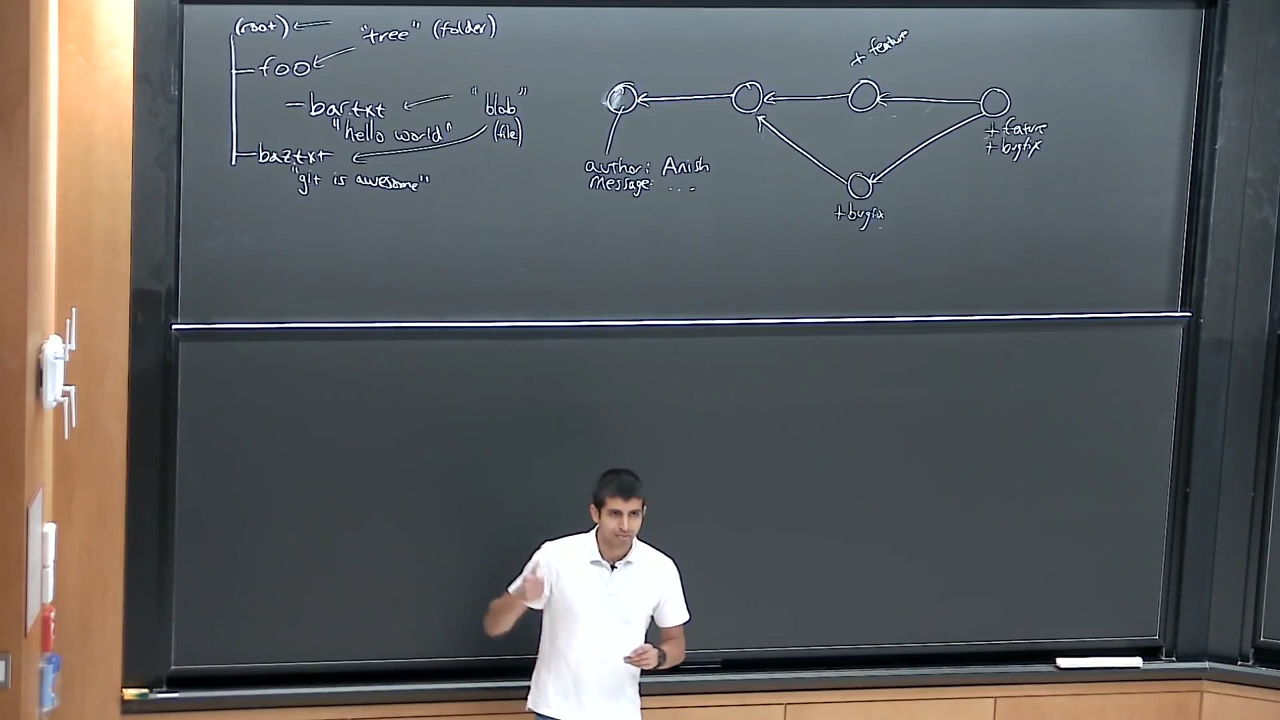 (root)
"tree" (folder)
foo
bar.txt
"blob"
(file)
"hello world"
baz.txt
"git is awesome"
+ feature
author: Anish
message: ...
+ bugfix
+ feature
+ bugfix